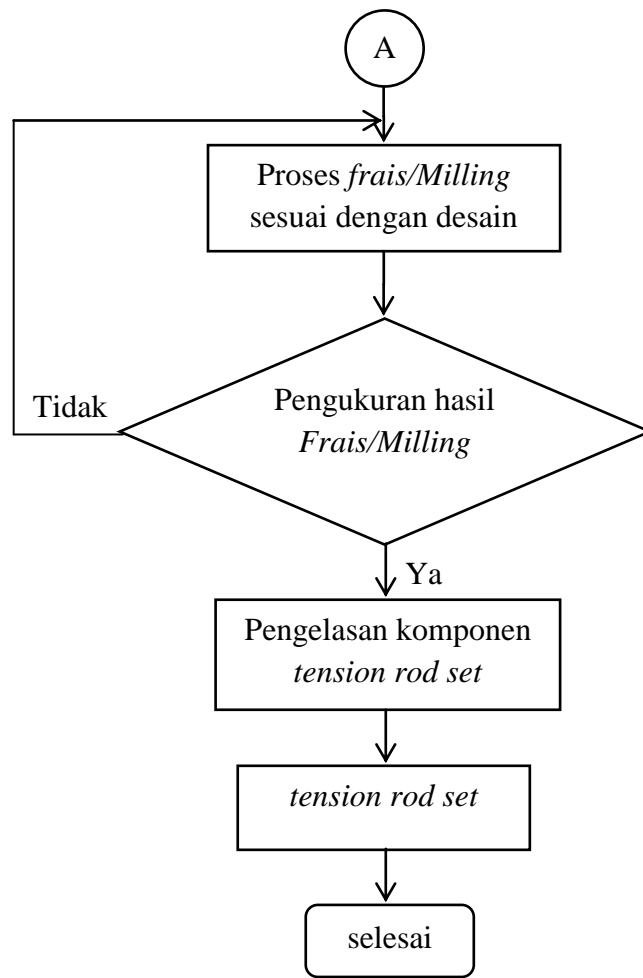 A
Proses frais/Milling
sesuai dengan desain
Tidak
Pengukuran hasil
Frais/Milling
Ya
Pengelasan komponen
tension rod set
tension rod set
selesai